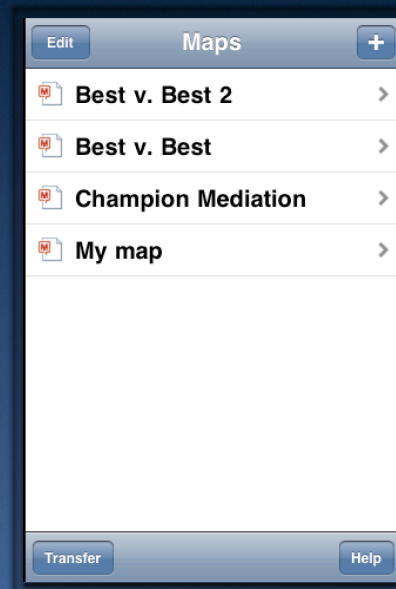 Edit Maps +
Best v. Best 2
Best v. Best
Champion Mediation
My map
Transfer Help